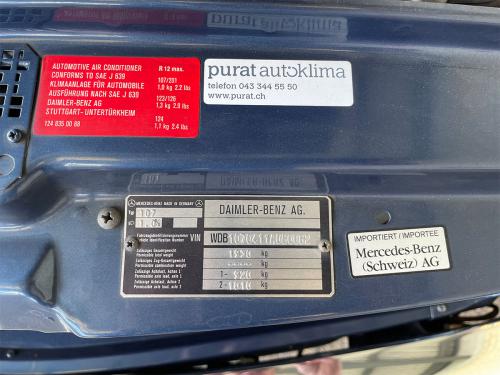 AUTOMOTIVE AIR CONDITIONER
CONFORMS TO SAE J 639
KLIMAANLAGE FÜR AUTOMOBILE
AUSFÜHRUNG NACH SAE J 639
DAIMLER-BENZ AG
STUTTGART- UNTERTÜRKHEIM
R 12 max.
107/201
1,0 kg 2.2 lbs
123/126
1,3 kg 2.9 lbs
124
1,1 kg 2.4 lbs
purat autoklima
telefon 043 344 55 50
www.purat.ch
MERCEDES-BENZ MADE IN GERMANY
DAIMLER-BENZ AG.
Typ 107
Fahrzeugidentifizierungsnummer
Vehicle Identification Number VIN WDB
Zulässiges Gesamtgewicht
Permissible total weight kg
Zulässiges Zug-Gesamtgewicht
Permissible combination weight kg
Zulässige Achslast, Achse 1
Permissible axle load, axle 1 1- 920 kg
Zulässige Achslast, Achse 2
Permissible axle load, axle 2 2- 1010 kg
IMPORTIERT / IMPORTEE
Mercedes-Benz
(Schweiz) AG